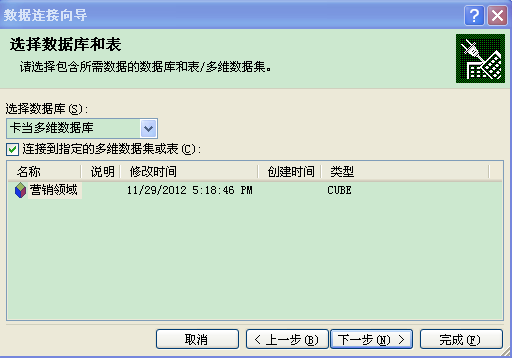 数据连接向导
选择数据库和表
请选择包含所需数据的数据库和表/多维数据集。
选择数据库(S):
卡当多维数据库
连接到指定的多维数据集或表(C):
名称 说明 修改时间 创建时间 类型
营销领域 11/29/2012 5:18:46 PM CUBE
取消 < 上一步(B) 下一步(N) > 完成(F)